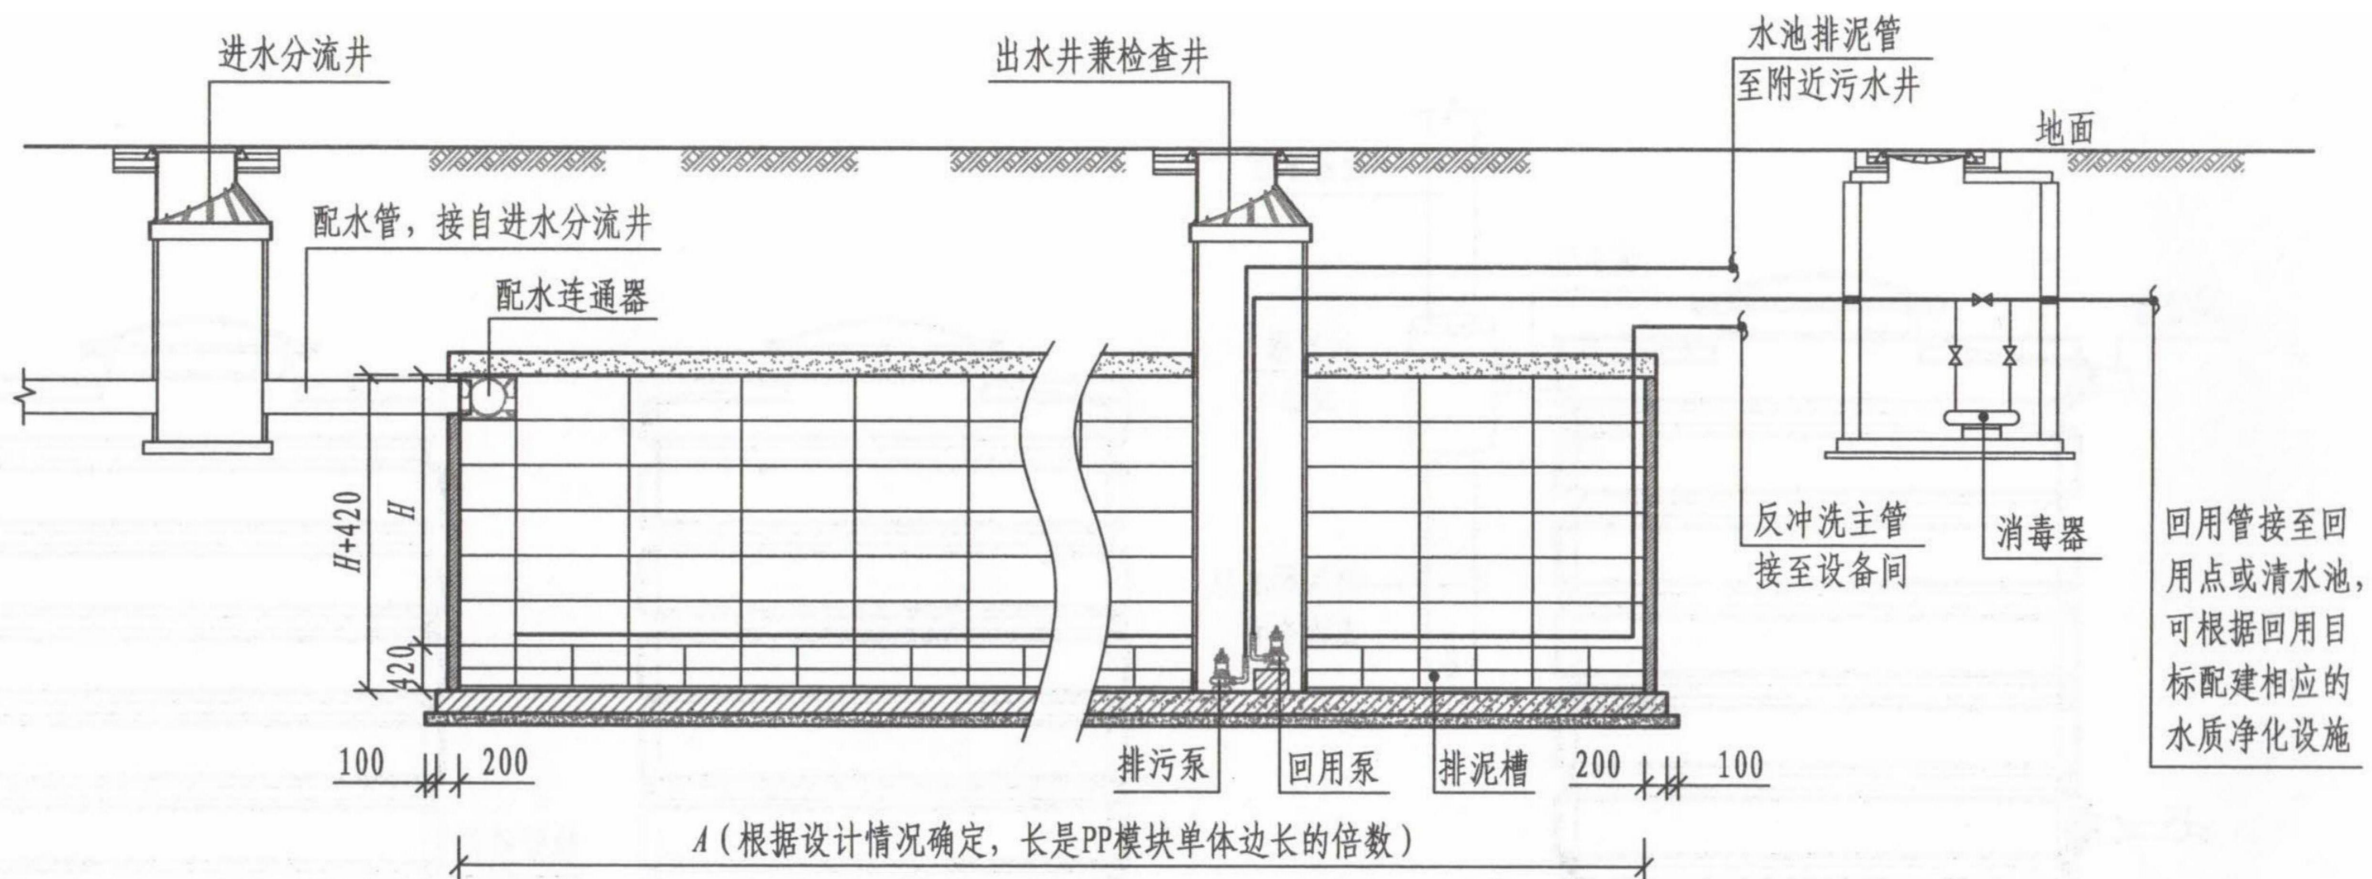 进水分流井
出水井兼检查井
水池排泥管
至附近污水井
地面
配水管，接自进水分流井
配水连通器
H+420
H
420
反冲洗主管
接至设备间
消毒器
回用管接至回
用点或清水池，
可根据回用目
标配建相应的
水质净化设施
100
200
排污泵
回用泵
排泥槽
200
100
A（根据设计情况确定，长是PP模块单体边长的倍数）